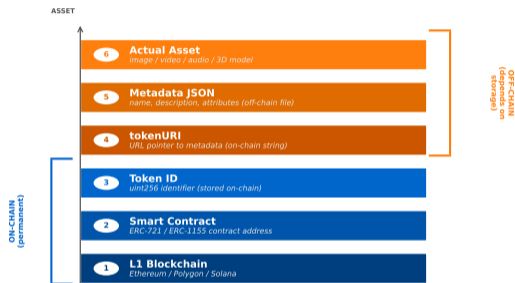 ASSET
6
Actual Asset
image / video / audio / 3D model
5
Metadata JSON
name, description, attributes (off-chain file)
4
tokenURI
URL pointer to metadata (on-chain string)
3
Token ID
uint256 identifier (stored on-chain)
2
Smart Contract
ERC-721 / ERC-1155 contract address
1
L1 Blockchain
Ethereum / Polygon / Solana
ON-CHAIN
(permanent)
OFF-CHAIN
(depends on
storage)